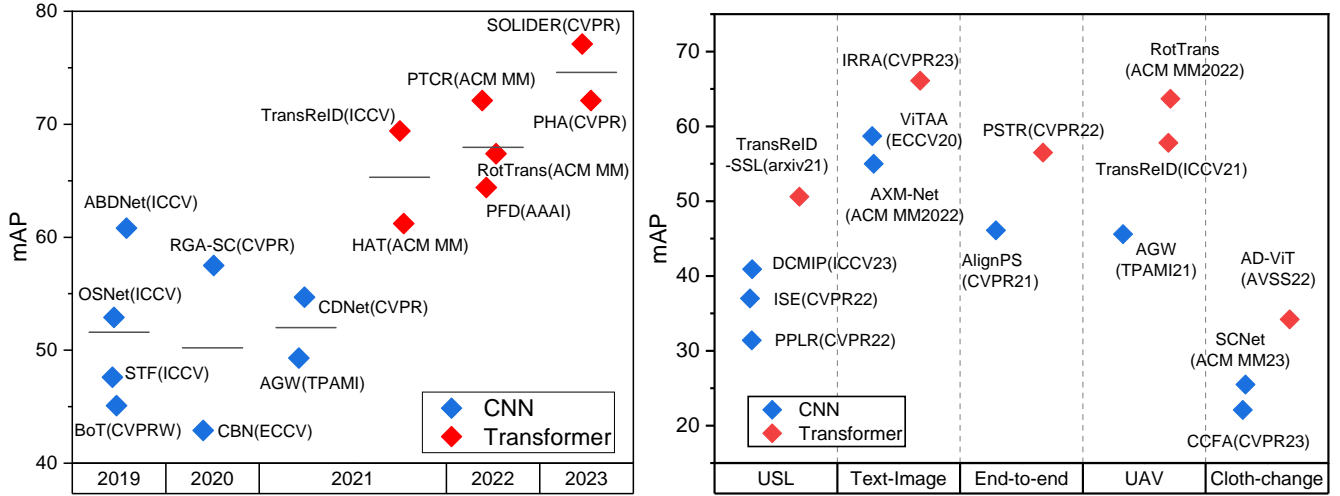 80
70
60
50
40
mAP
SOLIDER(CVPR)
PTCR(ACM MM)
TransReID(ICCV)
PHA(CVPR)
RotTrans(ACM MM)
PFD(AAAI)
ABDNet(ICCV)
RGA-SC(CVPR)
HAT(ACM MM)
OSNet(ICCV)
CDNet(CVPR)
STF(ICCV)
AGW(TPAMI)
BoT(CVPRW)
CBN(ECCV)
CNN
Transformer
2019
2020
2021
2022
2023
70
60
50
40
30
20
mAP
IRRA(CVPR23)
RotTrans
(ACM MM2022)
ViTAA
(ECCV20)
PSTR(CVPR22)
TransReID
-SSL(arxiv21)
TransReID(ICCV21)
AXM-Net
(ACM MM2022)
DCMIP(ICCV23)
AlignPS
(CVPR21)
AGW
(TPAMI21)
AD-ViT
(AVSS22)
ISE(CVPR22)
PPLR(CVPR22)
SCNet
(ACM MM23)
CCFA(CVPR23)
CNN
Transformer
USL
Text-Image
End-to-end
UAV
Cloth-change